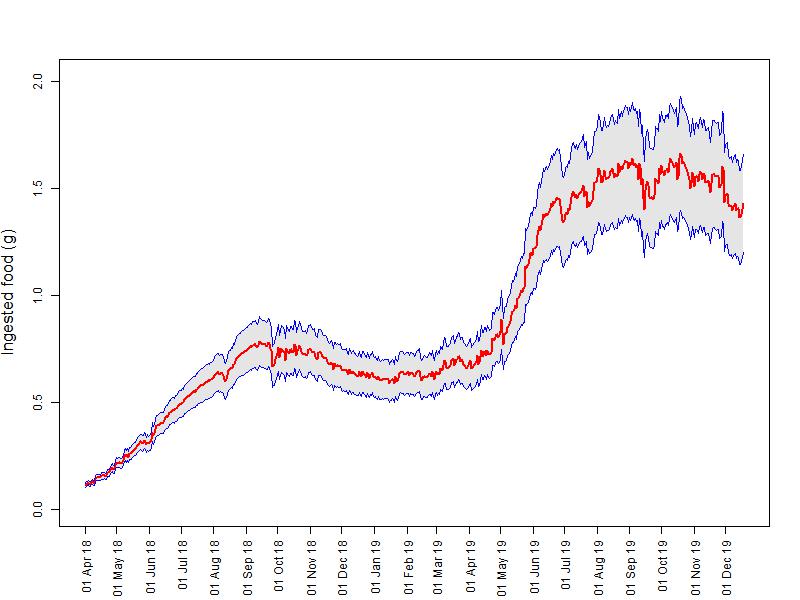 Ingested food (g)
2.0
1.5
1.0
0.5
0.0
01 Apr 18
01 May 18
01 Jun 18
01 Jul 18
01 Aug 18
01 Sep 18
01 Oct 18
01 Nov 18
01 Dec 18
01 Jan 19
01 Feb 19
01 Mar 19
01 Apr 19
01 May 19
01 Jun 19
01 Jul 19
01 Aug 19
01 Sep 19
01 Oct 19
01 Nov 19
01 Dec 19